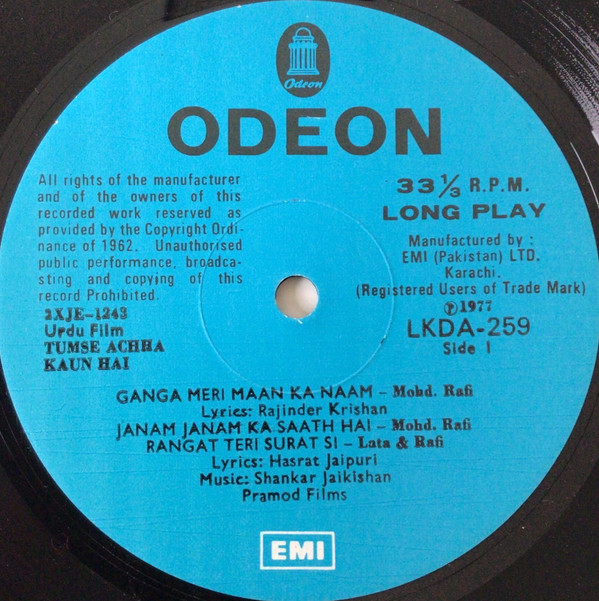 Odeon
ODEON
All rights of the manufacturer
and of the owners of this
recorded work reserved as
provided by the Copyright Ordi-
nance of 1962. Unauthorised
public performance, broadca-
sting and copying of this
record Prohibited.
33 1/3 R.P.M.
LONG PLAY
Manufactured by :
EMI (Pakistan) LTD.
Karachi.
(Registered Users of Trade Mark)
℗1977
LKDA-259
Side 1
2XJE-1243
Urdu Film
TUMSE ACHHA
KAUN HAI
GANGA MERI MAAN KA NAAM – Mohd. Rafi
Lyrics: Rajinder Krishan
JANAM JANAM KA SAATH HAI – Mohd. Rafi
RANGAT TERI SURAT SI – Lata & Rafi
Lyrics: Hasrat Jaipuri
Music: Shankar Jaikishan
Pramod Films
EMI